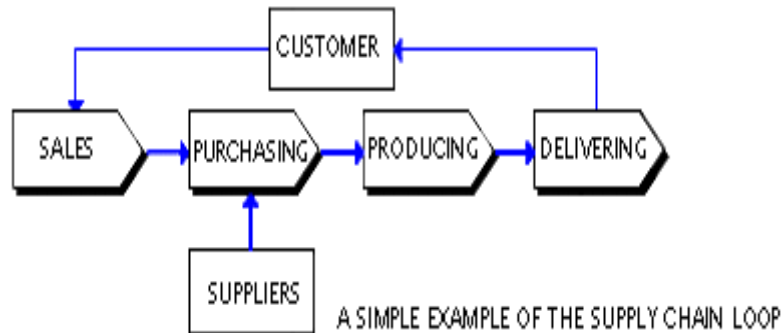 CUSTOMER
SALES
PURCHASING
PRODUCING
DELIVERING
SUPPLIERS
A SIMPLE EXAMPLE OF THE SUPPLY CHAIN LOOP